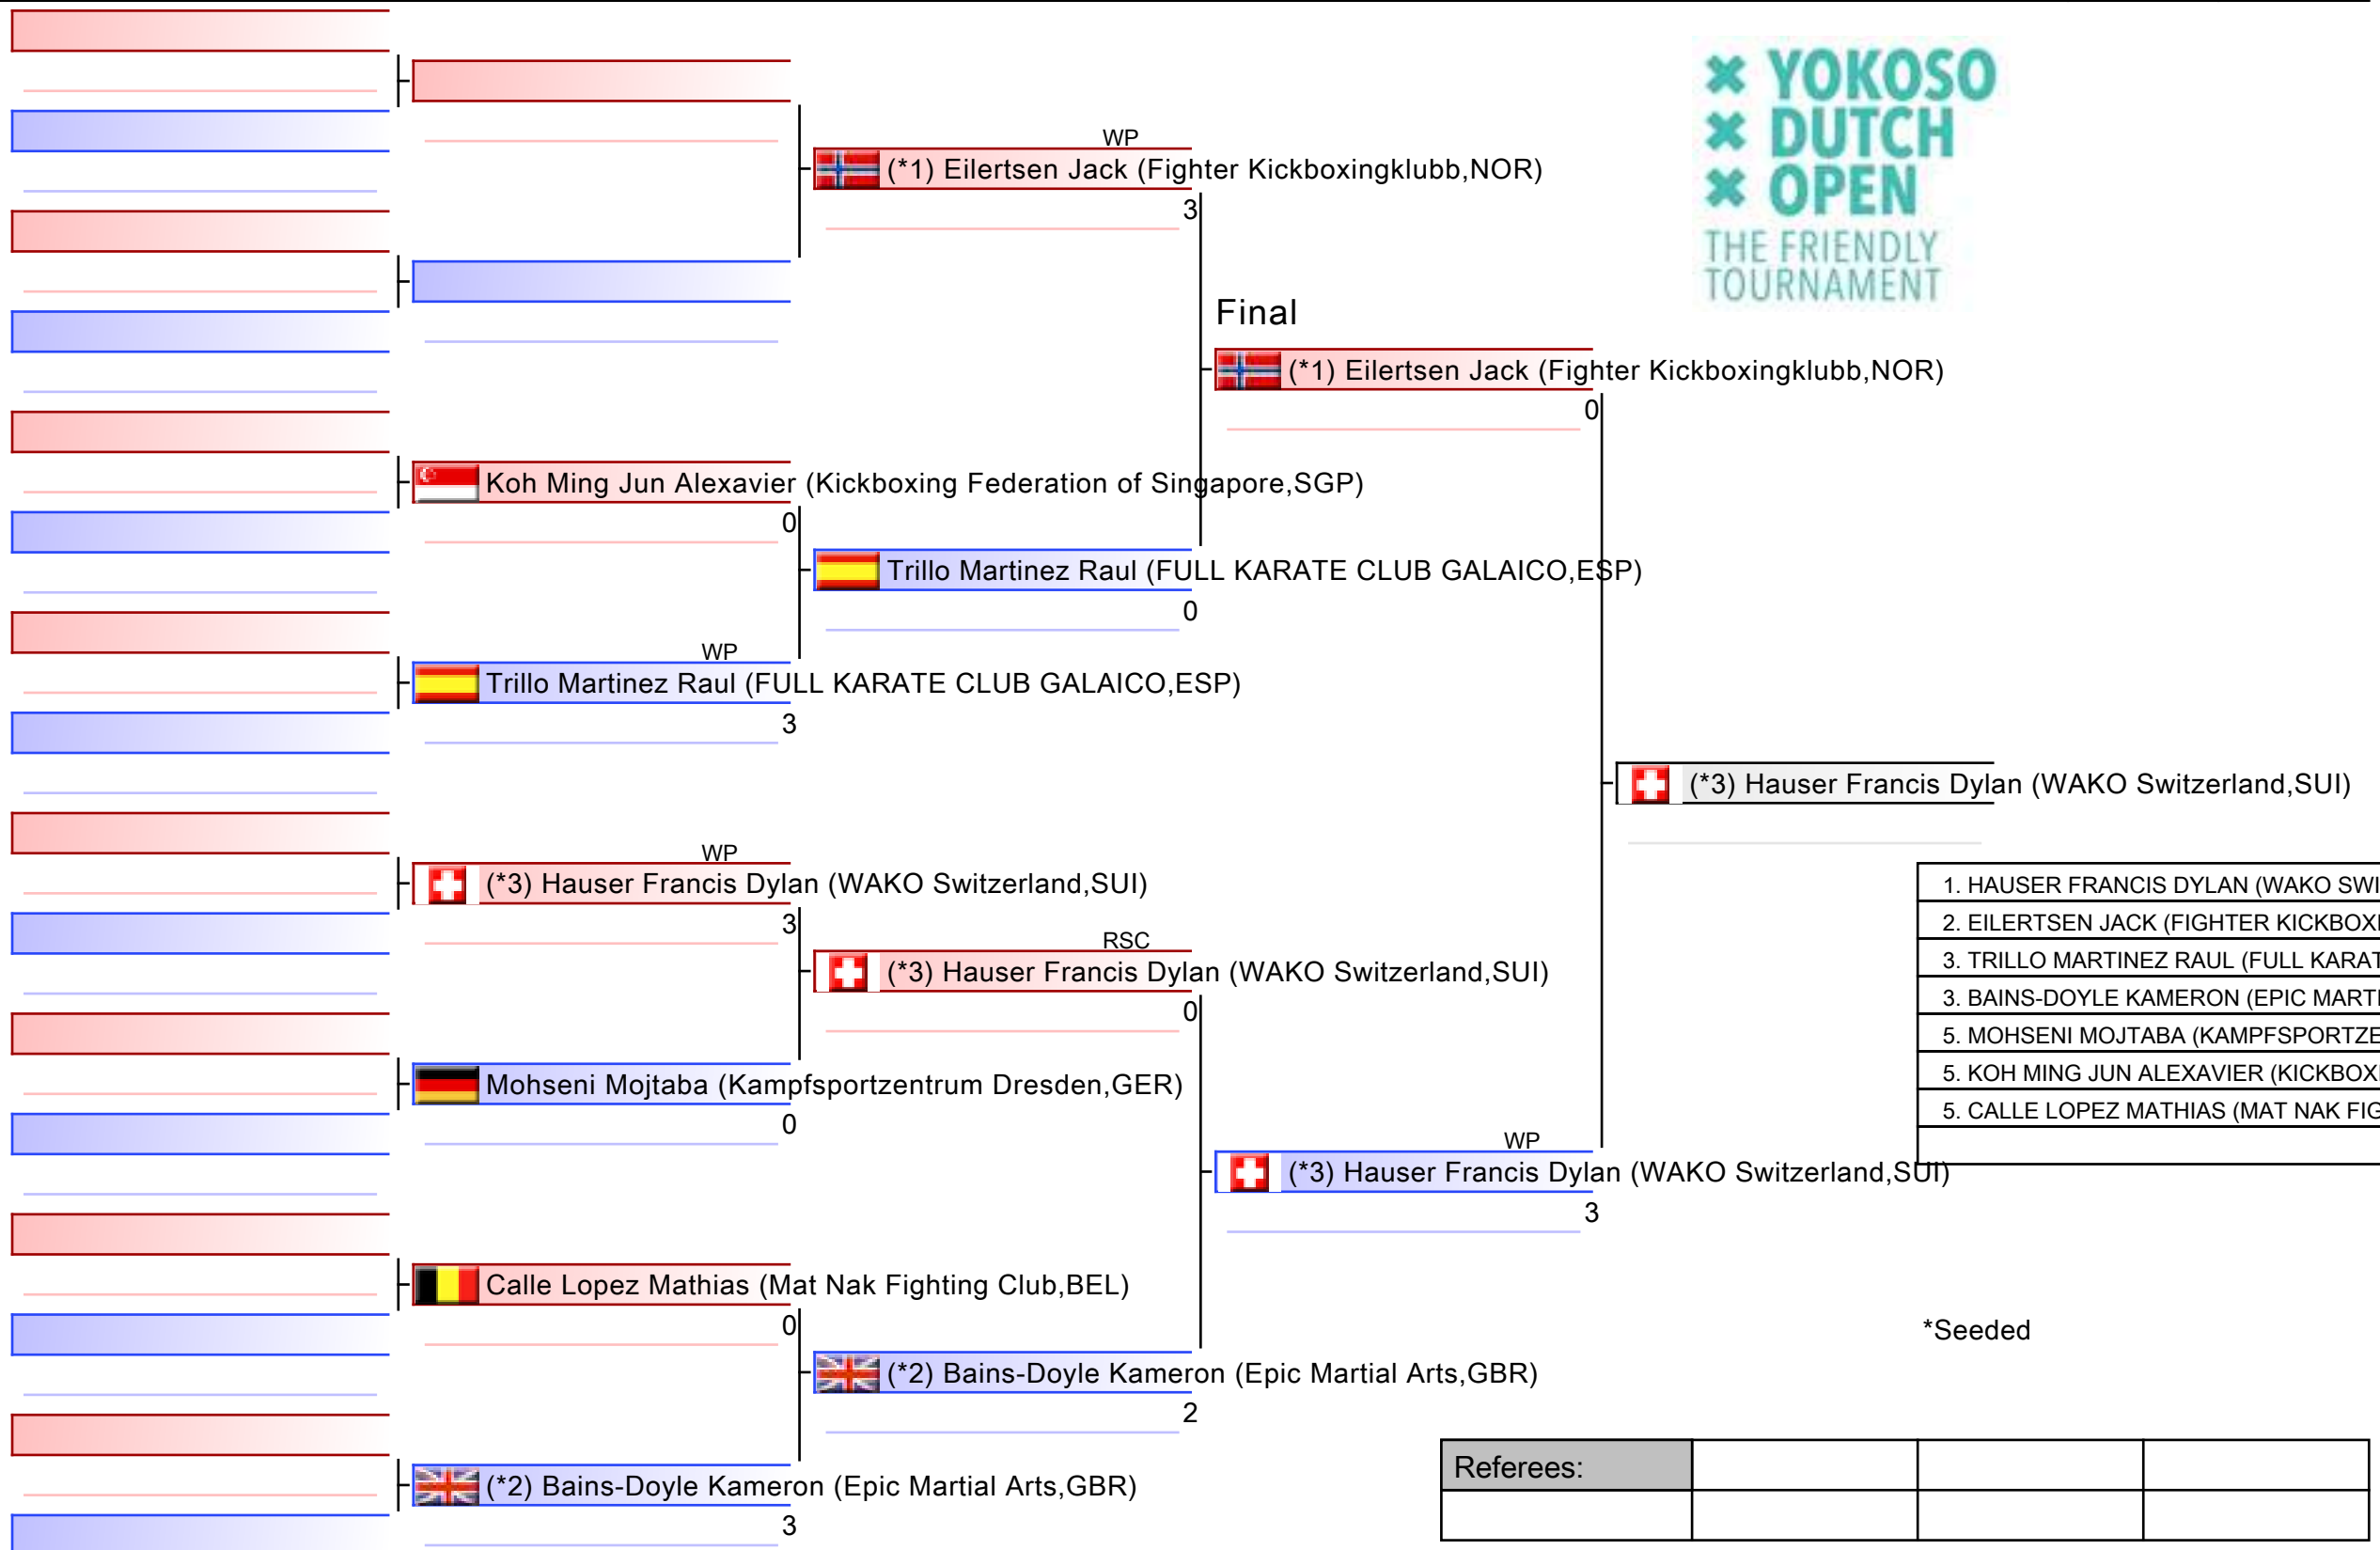 YOKOSO
DUTCH
OPEN
THE FRIENDLY
TOURNAMENT
WP
(*1) Eilertsen Jack (Fighter Kickboxingklubb,NOR)
3
Final
(*1) Eilertsen Jack (Fighter Kickboxingklubb,NOR)
0
Koh Ming Jun Alexavier (Kickboxing Federation of Singapore,SGP)
0
Trillo Martinez Raul (FULL KARATE CLUB GALAICO,ESP)
0
WP
Trillo Martinez Raul (FULL KARATE CLUB GALAICO,ESP)
3
(*3) Hauser Francis Dylan (WAKO Switzerland,SUI)
WP
(*3) Hauser Francis Dylan (WAKO Switzerland,SUI)
3
RSC
(*3) Hauser Francis Dylan (WAKO Switzerland,SUI)
0
Mohseni Mojtaba (Kampfsportzentrum Dresden,GER)
0
WP
(*3) Hauser Francis Dylan (WAKO Switzerland,SUI)
3
1. HAUSER FRANCIS DYLAN (WAKO SWI
2. EILERTSEN JACK (FIGHTER KICKBOXI
3. TRILLO MARTINEZ RAUL (FULL KARAT
3. BAINS-DOYLE KAMERON (EPIC MARTI
5. MOHSENI MOJTABA (KAMPFSPORTZE
5. KOH MING JUN ALEXAVIER (KICKBOXI
5. CALLE LOPEZ MATHIAS (MAT NAK FIG
Calle Lopez Mathias (Mat Nak Fighting Club,BEL)
0
(*2) Bains-Doyle Kameron (Epic Martial Arts,GBR)
2
(*2) Bains-Doyle Kameron (Epic Martial Arts,GBR)
3
*Seeded
Referees: